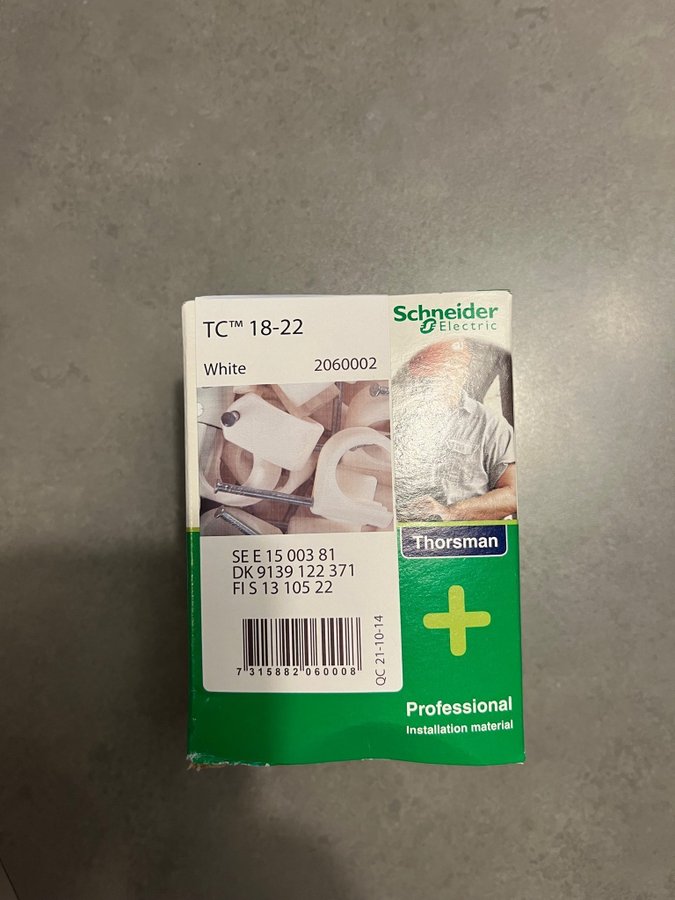 TC™ 18-22
White 2060002
Schneider
Electric
SE E 15 003 81
DK 9139 122 371
FI S 13 105 22
7 315882 060008
QC 21-10-14
Thorsman
Professional
Installation material